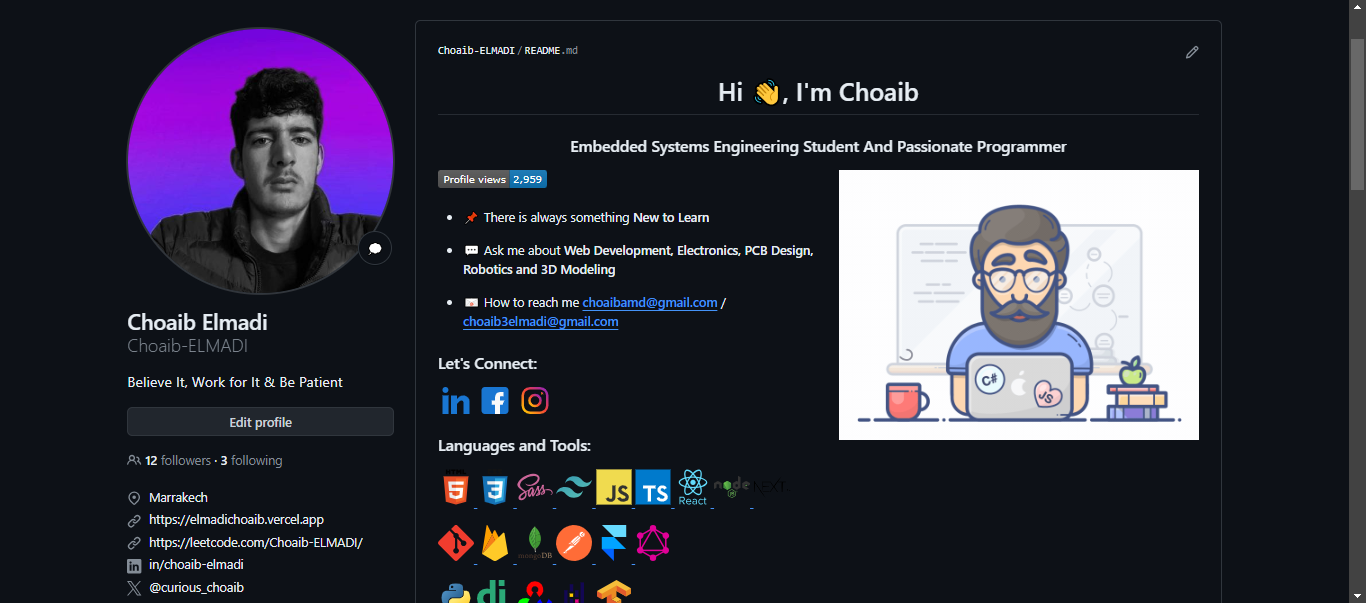 Choaib Elmadi
Choaib-ELMADI
Believe It, Work for It & Be Patient
Edit profile
12 followers · 3 following
Marrakech
https://elmadichoaib.vercel.app
https://leetcode.com/Choaib-ELMADI/
in/choaib-elmadi
@curious_choaib
Choaib-ELMADI/README.md
Hi 👋, I'm Choaib
Embedded Systems Engineering Student And Passionate Programmer
Profile views 2,959
📌 There is always something New to Learn
💬 Ask me about Web Development, Electronics, PCB Design,
Robotics and 3D Modeling
📧 How to reach me choaibamd@gmail.com /
choaib3elmadi@gmail.com
C#
JS
Let's Connect:
in
Languages and Tools:
HTML
5
3
Sass
JS
TS
React
node
JS
NEXT
mongoDB
dj